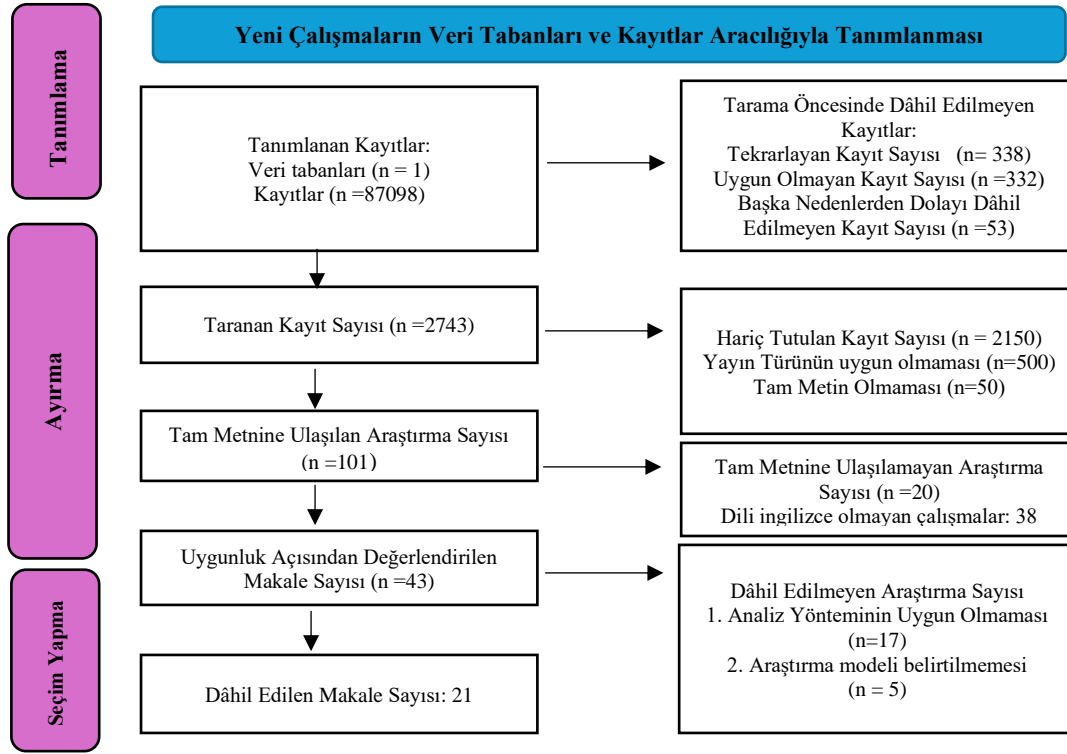 Yeni Çalışmaların Veri Tabanları ve Kayıtlar Aracılığıyla Tanımlanması
Tanımlama
Tanımlanan Kayıtlar:
Veri tabanları (n = 1)
Kayıtlar (n =87098)
Tarama Öncesinde Dâhil Edilmeyen
Kayıtlar:
Tekrarlayan Kayıt Sayısı (n= 338)
Uygun Olmayan Kayıt Sayısı (n =332)
Başka Nedenlerden Dolayı Dâhil
Edilmeyen Kayıt Sayısı (n =53)
Ayırma
Taranan Kayıt Sayısı (n =2743)
Hariç Tutulan Kayıt Sayısı (n = 2150)
Yayın Türünün uygun olmaması (n=500)
Tam Metin Olmaması (n=50)
Tam Metnine Ulaşılan Araştırma Sayısı
(n =101)
Tam Metnine Ulaşılamayan Araştırma
Sayısı (n =20)
Dili ingilizce olmayan çalışmalar: 38
Uygunluk Açısından Değerlendirilen
Makale Sayısı (n =43)
Dâhil Edilmeyen Araştırma Sayısı
1. Analiz Yönteminin Uygun Olmaması
(n=17)
2. Araştırma modeli belirtilmemesi
(n = 5)
Seçim Yapma
Dâhil Edilen Makale Sayısı: 21